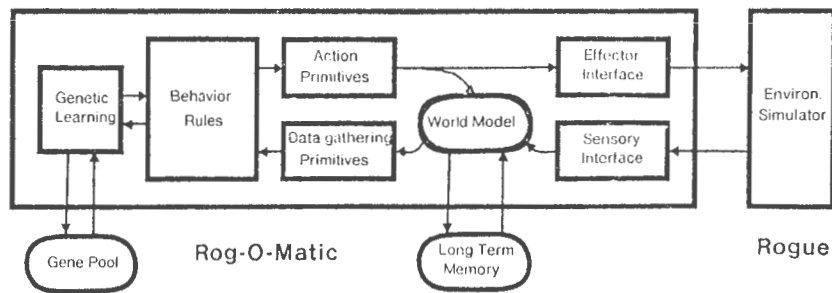 Genetic
Learning
Behavior
Rules
Action
Primitives
Data gathering
Primitives
World Model
Effector
Interface
Sensory
Interface
Environ.
Simulator
Gene Pool
Rog-O-Matic
Long Term
Memory
Rogue